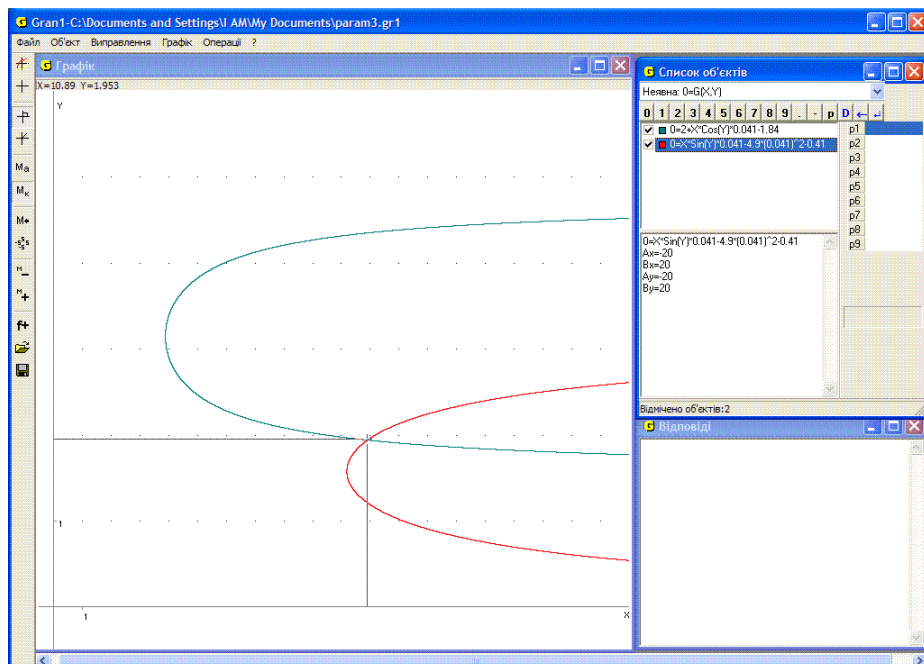 Gran1-C:\Documents and Settings\I AM\My Documents\param3.gr1
Файл Об'єкт Виправлення Графік Операції ?
Графік
X=10.89 Y=1.953
Y
1
1
X
Mа
Mк
M*
-s s s
M –
M +
f+
Список об'єктів
Неявна: 0=G(X,Y)
0 1 2 3 4 5 6 7 8 9 . - p D ← ↵
0=2+X*Cos(Y)*0.041-1.84
0=X*Sin(Y)*0.041-4.9*(0.041)^2-0.41
p1
p2
p3
p4
p5
p6
p7
p8
p9
0=X*Sin(Y)*0.041-4.9*(0.041)^2-0.41
Ax=-20
Bx=20
Ay=-20
By=20
Відмічено об'єктів:2
Відповіді